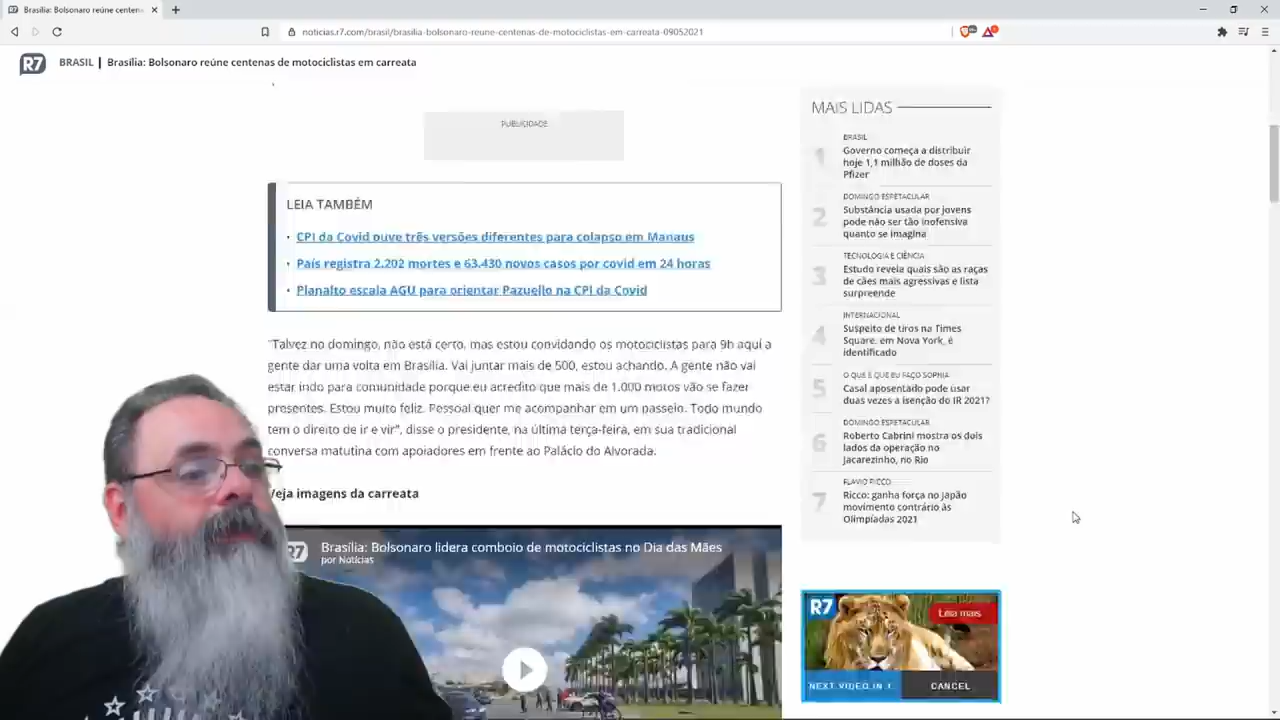 Brasília: Bolsonaro reúne centen
noticias.r7.com/brasil/brasilia-bolsonaro-reune-centenas-de-motociclistas-em-carreata-09052021
R7 BRASIL | Brasília: Bolsonaro reúne centenas de motociclistas em carreata
PUBLICIDADE
LEIA TAMBÉM
• CPI da Covid ouve três versões diferentes para colapso em Manaus
• País registra 2.202 mortes e 63.430 novos casos por covid em 24 horas
• Planalto escala AGU para orientar Pazuello na CPI da Covid
"Talvez no domingo, não está certo, mas estou convidando os motociclistas para 9h aqui a
gente dar uma volta em Brasília. Vai juntar mais de 500, estou achando. A gente não vai
estar indo para comunidade porque eu acredito que mais de 1.000 motos vão se fazer
presentes. Estou muito feliz. Pessoal quer me acompanhar em um passeio. Todo mundo
tem o direito de ir e vir", disse o presidente, na última terça-feira, em sua tradicional
conversa matutina com apoiadores em frente ao Palácio do Alvorada.
Veja imagens da carreata
R7 Brasília: Bolsonaro lidera comboio de motociclistas no Dia das Mães
por Notícias
MAIS LIDAS
1
BRASIL
Governo começa a distribuir
hoje 1,1 milhão de doses da
Pfizer
2
DOMINGO ESPETACULAR
Substância usada por jovens
pode não ser tão inofensiva
quanto se imagina
3
TECNOLOGIA E CIÊNCIA
Estudo revela quais são as raças
de cães mais agressivas e lista
surpreende
4
INTERNACIONAL
Suspeito de tiros na Times
Square, em Nova York, é
identificado
5
O QUE É QUE EU FAÇO SOPHIA
Casal aposentado pode usar
duas vezes a isenção do IR 2021?
6
DOMINGO ESPETACULAR
Roberto Cabrini mostra os dois
lados da operação no
Jacarezinho, no Rio
7
FLAVIO RICCO
Ricco: ganha força no Japão
movimento contrário às
Olimpíadas 2021
R7
Leia mais
NEXT VIDEO IN 1
CANCEL